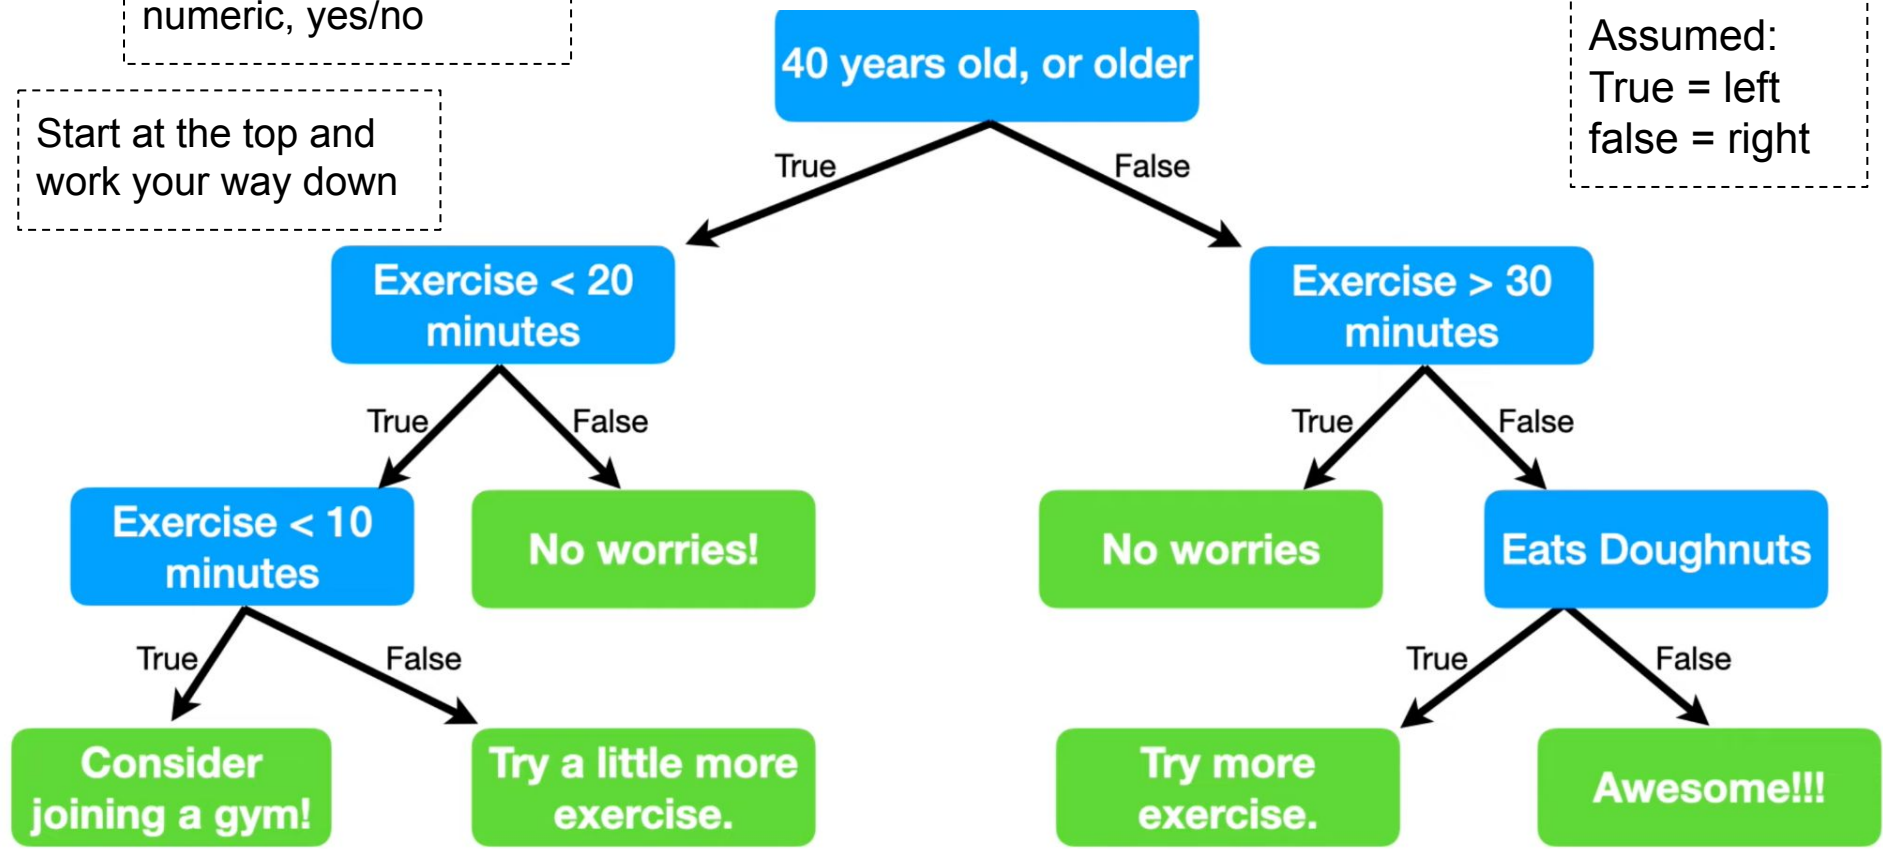 numeric, yes/no
Start at the top and
work your way down
40 years old, or older
Assumed:
True = left
false = right
True
False
Exercise < 20
minutes
Exercise > 30
minutes
True
False
True
False
Exercise < 10
minutes
No worries!
No worries
Eats Doughnuts
True
False
True
False
Consider
joining a gym!
Try a little more
exercise.
Try more
exercise.
Awesome!!!